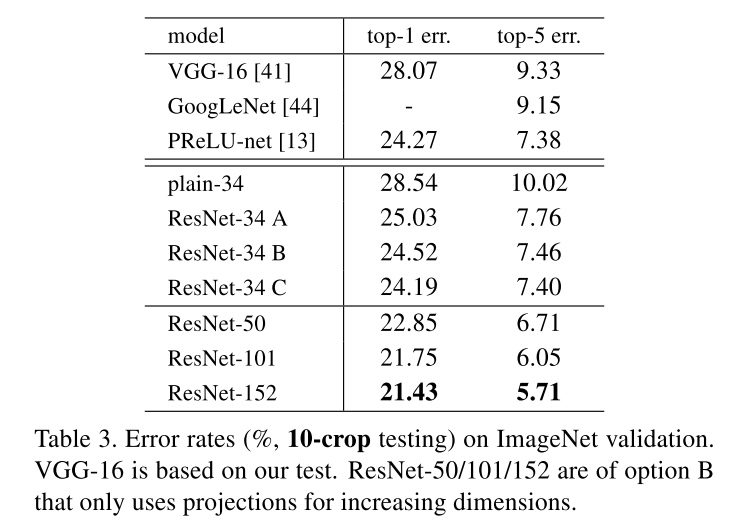 model top-1 err. top-5 err.
VGG-16 [41] 28.07 9.33
GoogLeNet [44] - 9.15
PReLU-net [13] 24.27 7.38
plain-34 28.54 10.02
ResNet-34 A 25.03 7.76
ResNet-34 B 24.52 7.46
ResNet-34 C 24.19 7.40
ResNet-50 22.85 6.71
ResNet-101 21.75 6.05
ResNet-152 21.43 5.71
Table 3. Error rates (%, 10-crop testing) on ImageNet validation.
VGG-16 is based on our test. ResNet-50/101/152 are of option B
that only uses projections for increasing dimensions.